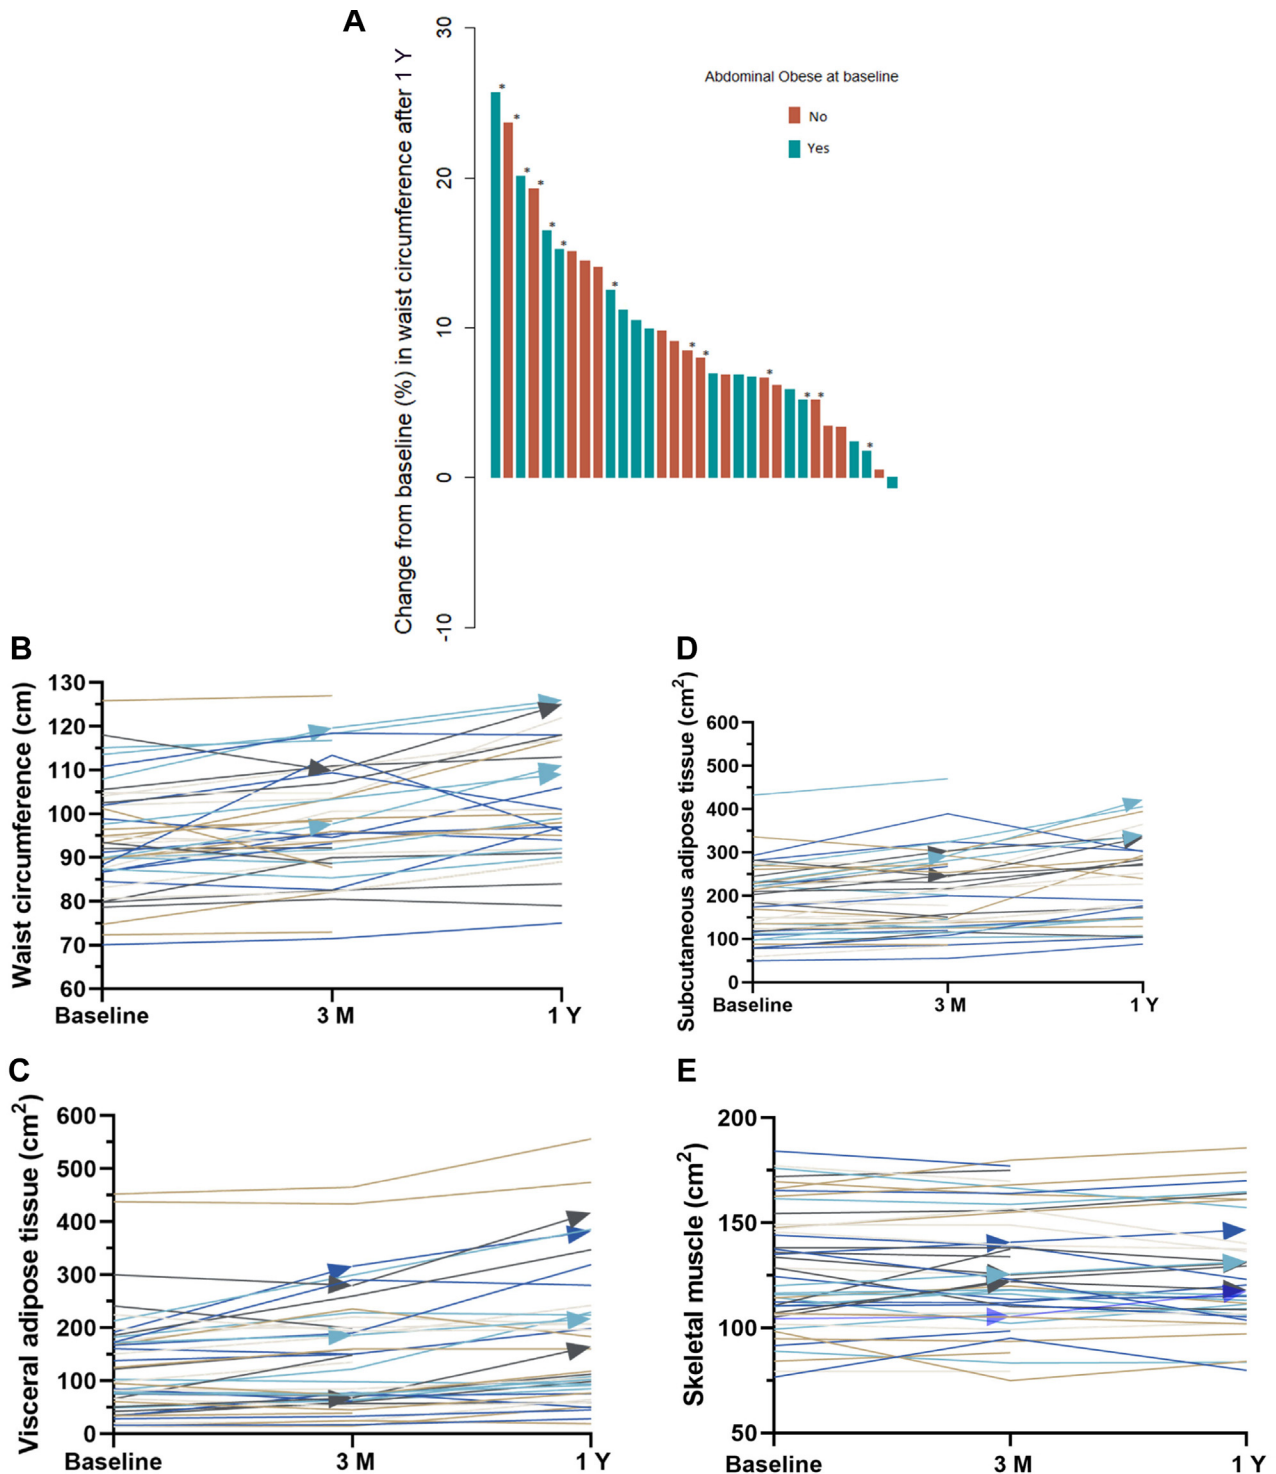 A
Change from baseline (%) in waist circumference after 1 Y
30
20
10
0
-10
Abdominal Obese at baseline
No
Yes
* * * * * * * * * * * * *
B
Waist circumference (cm)
130
120
110
100
90
80
70
60
Baseline
3 M
1 Y
D
Subcutaneous adipose tissue (cm²)
600
500
400
300
200
100
0
Baseline
3 M
1 Y
C
Visceral adipose tissue (cm²)
600
500
400
300
200
100
0
Baseline
3 M
1 Y
E
Skeletal muscle (cm²)
200
150
100
50
Baseline
3 M
1 Y